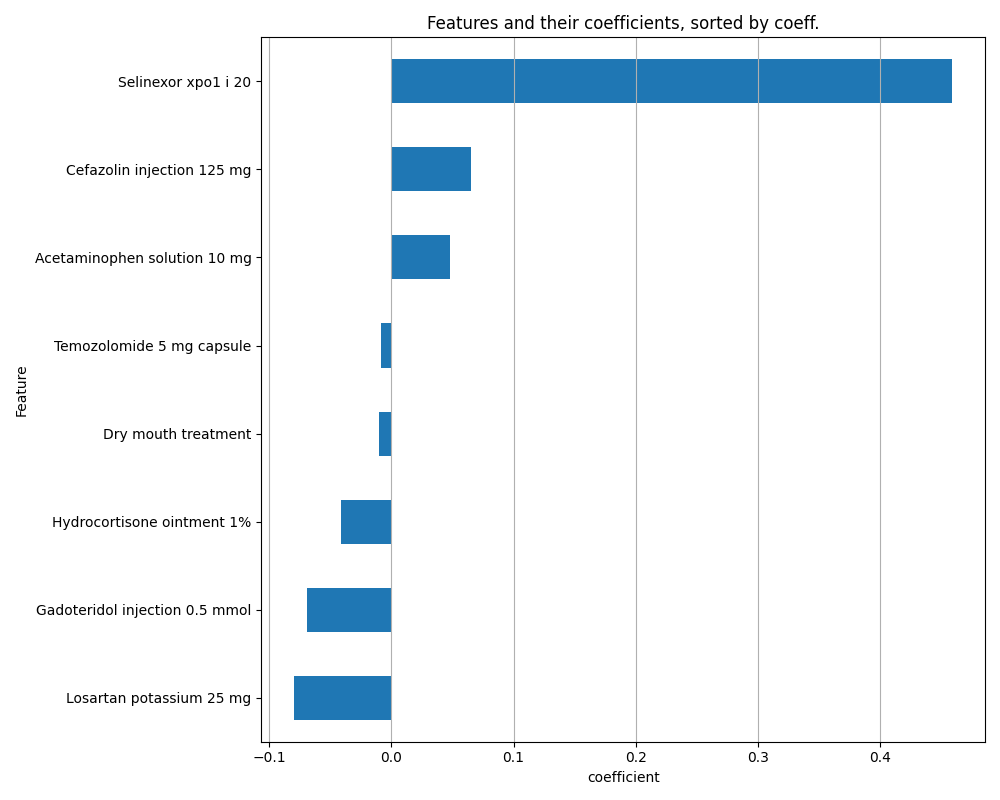 Features and their coefficients, sorted by coeff.
Selinexor xpo1 i 20
Cefazolin injection 125 mg
Acetaminophen solution 10 mg
Temozolomide 5 mg capsule
Dry mouth treatment
Hydrocortisone ointment 1%
Gadoteridol injection 0.5 mmol
Losartan potassium 25 mg
Feature
−0.1 0.0 0.1 0.2 0.3 0.4
coefficient